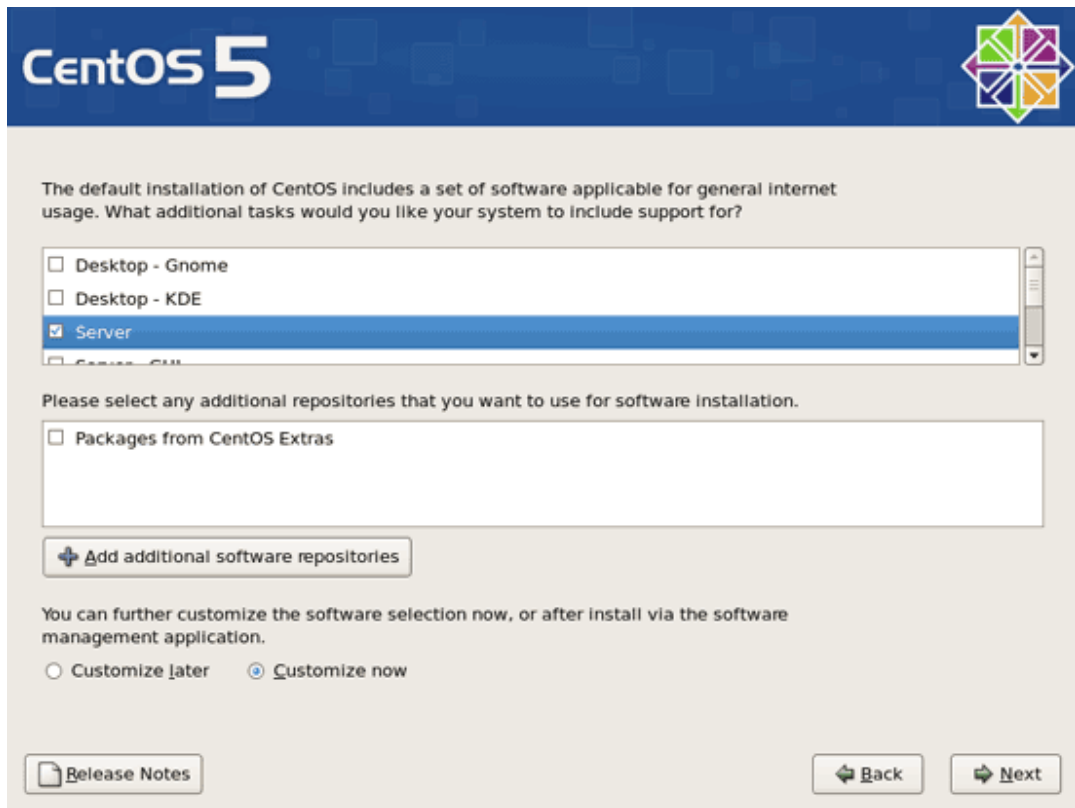 CentOS 5
The default installation of CentOS includes a set of software applicable for general internet
usage. What additional tasks would you like your system to include support for?
Desktop - Gnome
Desktop - KDE
Server
Server - GUI
Please select any additional repositories that you want to use for software installation.
Packages from CentOS Extras
Add additional software repositories
You can further customize the software selection now, or after install via the software
management application.
Customize later Customize now
Release Notes Back Next